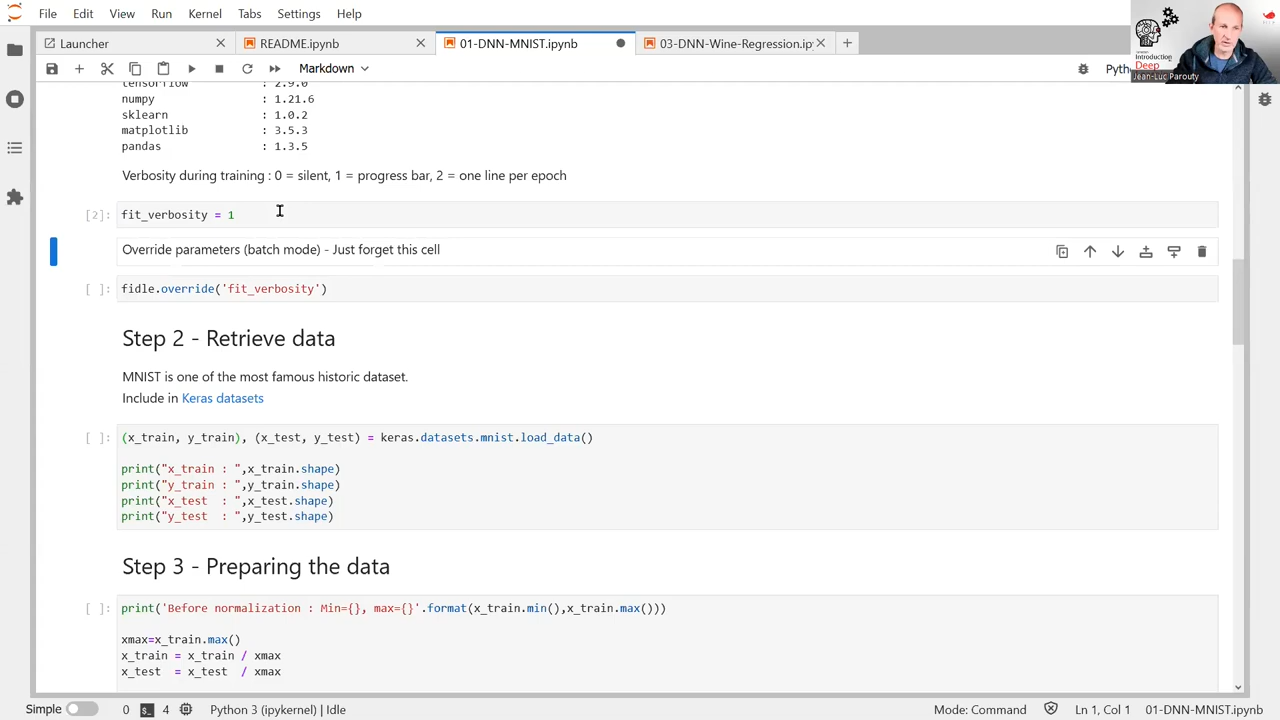 File Edit View Run Kernel Tabs Settings Help
Launcher README.ipynb 01-DNN-MNIST.ipynb 03-DNN-Wine-Regression.ip
Introduction
Deep
Jean-Luc Parouty
Markdown
tensorflow : 2.9.0
numpy : 1.21.6
sklearn : 1.0.2
matplotlib : 3.5.3
pandas : 1.3.5
Verbosity during training : 0 = silent, 1 = progress bar, 2 = one line per epoch
[2]: fit_verbosity = 1
Override parameters (batch mode) - Just forget this cell
[ ]: fidle.override('fit_verbosity')
Step 2 - Retrieve data
MNIST is one of the most famous historic dataset.
Include in Keras datasets
[ ]: (x_train, y_train), (x_test, y_test) = keras.datasets.mnist.load_data()
print("x_train : ",x_train.shape)
print("y_train : ",y_train.shape)
print("x_test  : ",x_test.shape)
print("y_test  : ",y_test.shape)
Step 3 - Preparing the data
[ ]: print('Before normalization : Min={}, max={}'.format(x_train.min(),x_train.max()))
xmax=x_train.max()
x_train = x_train / xmax
x_test  = x_test  / xmax
Simple 0 4 Python 3 (ipykernel) | Idle Mode: Command Ln 1, Col 1 01-DNN-MNIST.ipynb